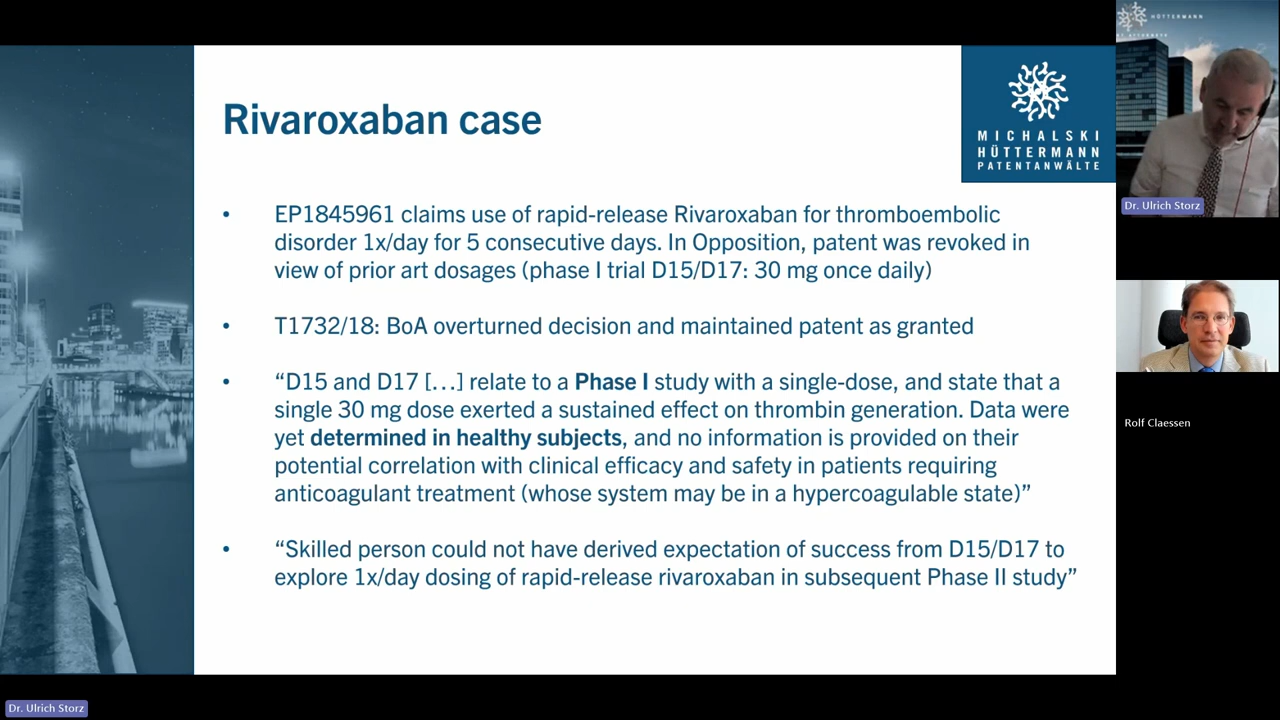 Rivaroxaban case
MICHALSKI
HÜTTERMANN
PATENTANWÄLTE
• EP1845961 claims use of rapid-release Rivaroxaban for thromboembolic
disorder 1x/day for 5 consecutive days. In Opposition, patent was revoked in
view of prior art dosages (phase I trial D15/D17: 30 mg once daily)
• T1732/18: BoA overturned decision and maintained patent as granted
• “D15 and D17 […] relate to a Phase I study with a single-dose, and state that a
single 30 mg dose exerted a sustained effect on thrombin generation. Data were
yet determined in healthy subjects, and no information is provided on their
potential correlation with clinical efficacy and safety in patients requiring
anticoagulant treatment (whose system may be in a hypercoagulable state)”
• “Skilled person could not have derived expectation of success from D15/D17 to
explore 1x/day dosing of rapid-release rivaroxaban in subsequent Phase II study”
HÜTTERMANN
Dr. Ulrich Storz
Rolf Claessen
Dr. Ulrich Storz